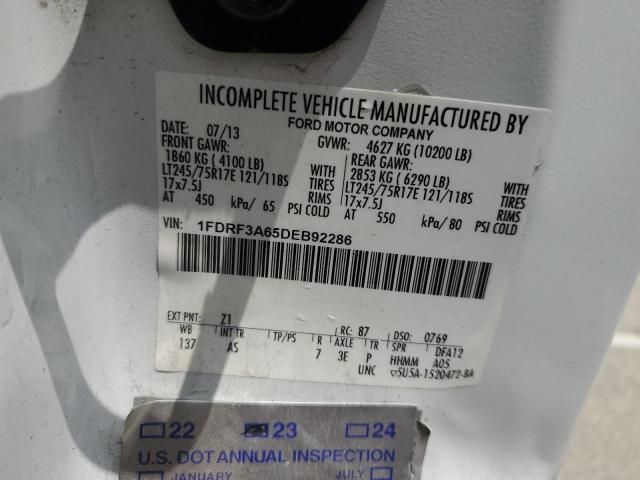 INCOMPLETE VEHICLE MANUFACTURED BY
FORD MOTOR COMPANY
DATE: 07/13 GVWR: 4627 KG (10200 LB)
FRONT GAWR: REAR GAWR:
1860 KG ( 4100 LB) WITH 2853 KG ( 6290 LB) WITH
LT245/75R17E 121/118S TIRES LT245/75R17E 121/118S TIRES
17x7.5J RIMS 17x7.5J RIMS
AT 450 kPa/ 65 PSI COLD AT 550 kPa/ 80 PSI COLD
VIN: 1FDRF3A65DEB92286
EXT PNT: Z1 RC: 87 DSO: 0769
WB INT TR TP/PS R AXLE TR SPR DFA12
137 AS 7 3E P HHMM A05
UNC ▽5U5A-1520472-BA
22 23 24
U.S. DOT ANNUAL INSPECTION
JANUARY JULY